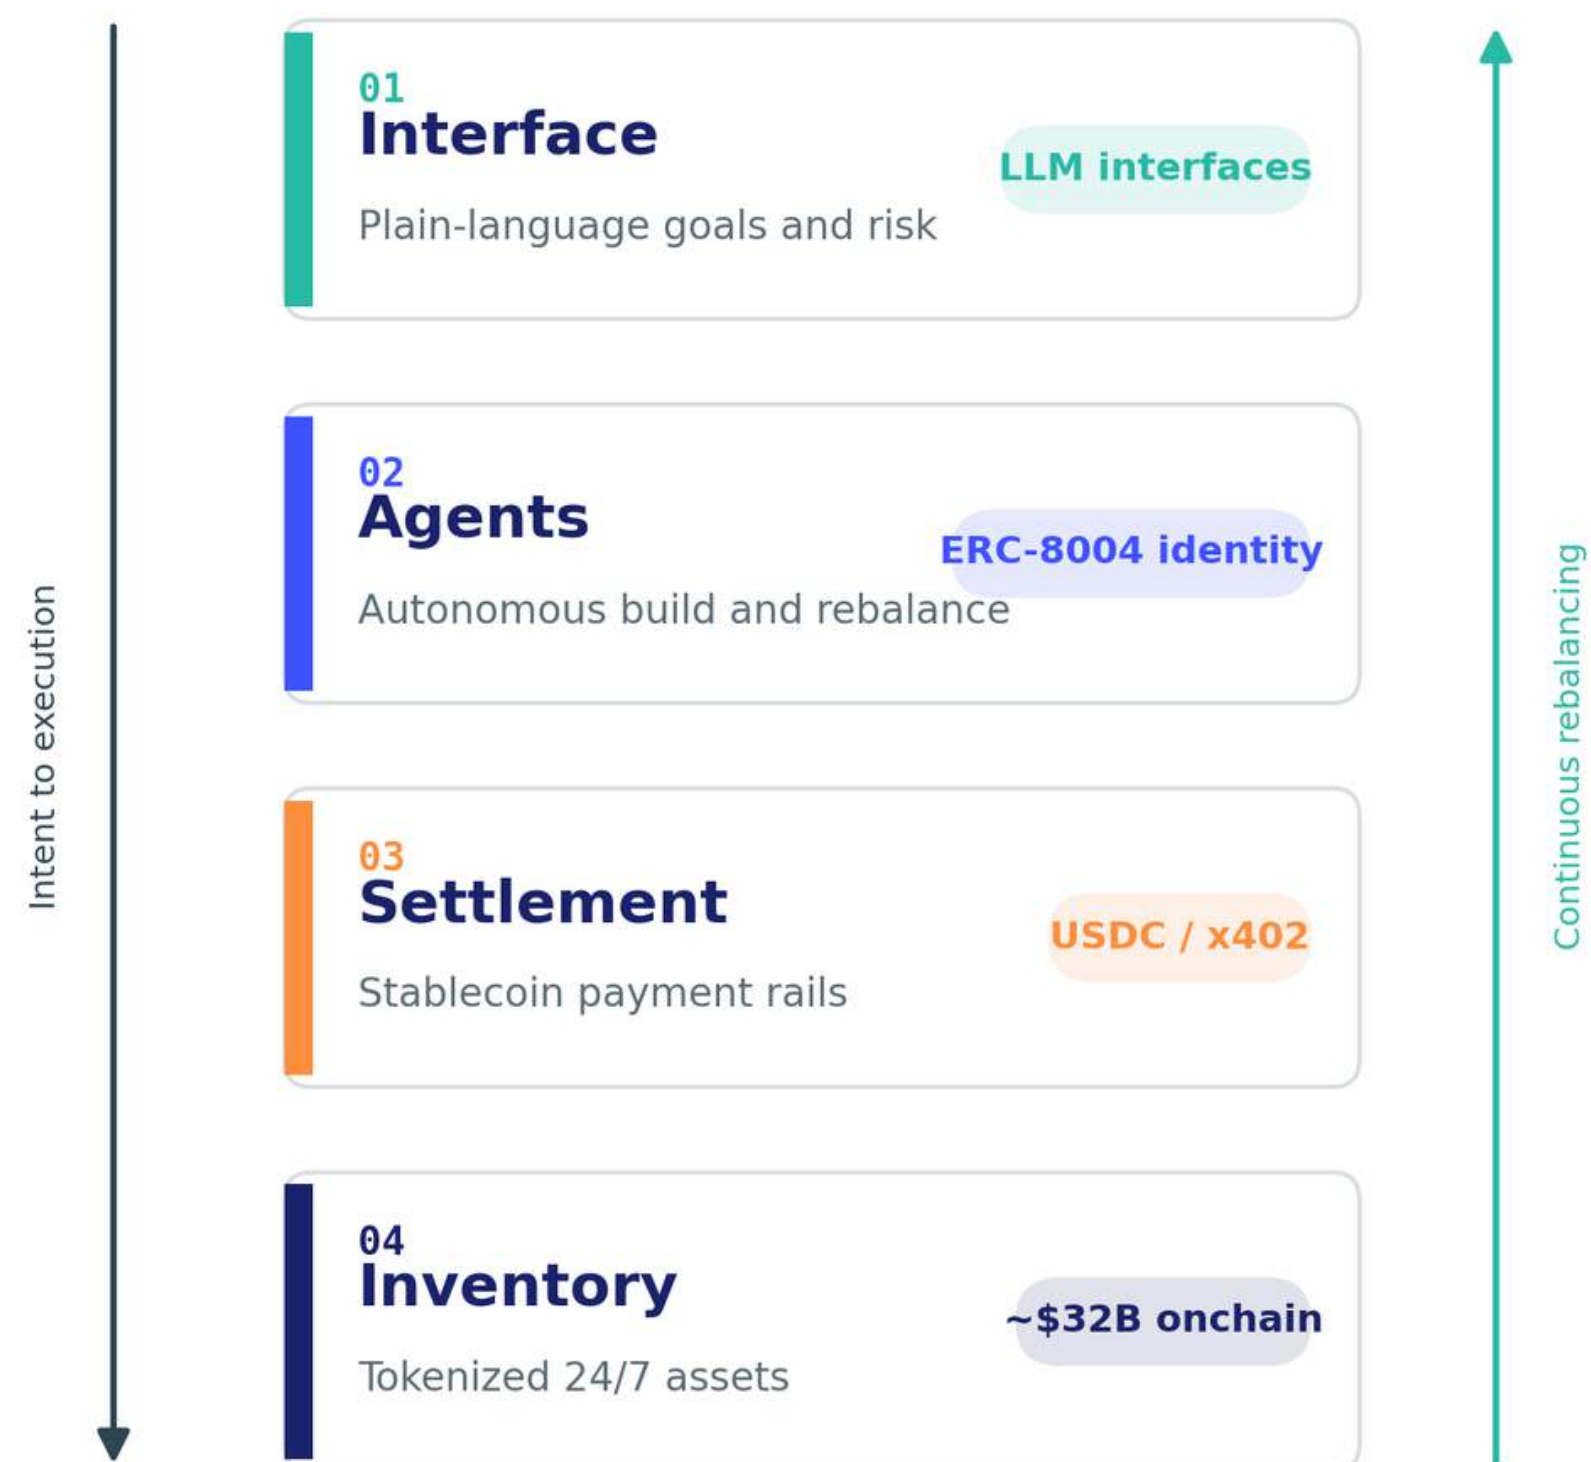 Intent to execution
01
Interface
Plain-language goals and risk
LLM interfaces
02
Agents
Autonomous build and rebalance
ERC-8004 identity
03
Settlement
Stablecoin payment rails
USDC / x402
04
Inventory
Tokenized 24/7 assets
~$32B onchain
Continuous rebalancing